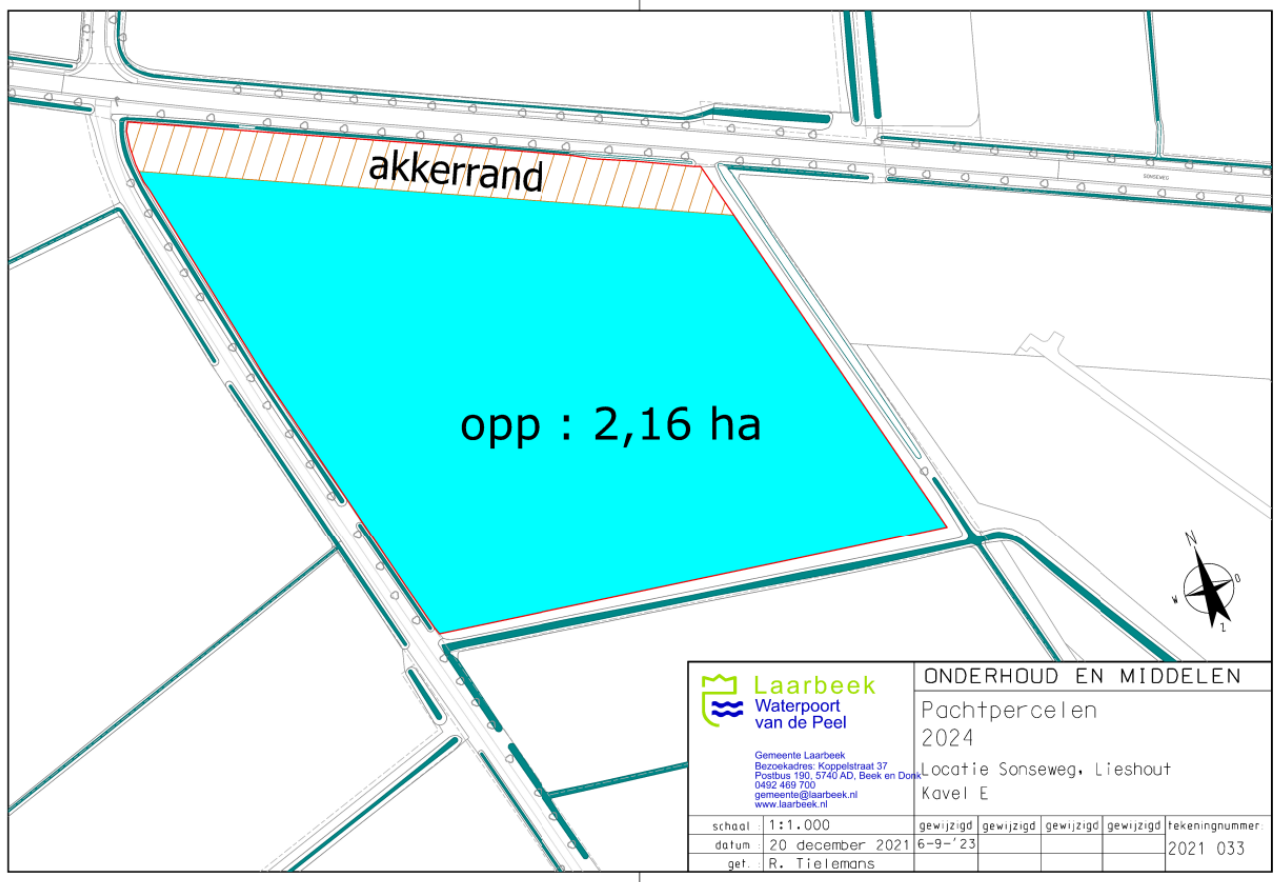 akkerrand
SONSEWEG
opp : 2,16 ha
N
O
W
Z
Laarbeek
Waterpoort
van de Peel
Gemeente Laarbeek
Bezoekadres: Koppelstraat 37
Postbus 190, 5740 AD, Beek en Donk
0492 469 700
gemeente@laarbeek.nl
www.laarbeek.nl
ONDERHOUD EN MIDDELEN
Pachtpercelen
2024
Locatie Sonseweg, Lieshout
Kavel E
schaal : 1:1.000
datum : 20 december 2021
get. : R. Tielemans
gewijzigd gewijzigd gewijzigd gewijzigd tekeningnummer:
6-9-'23
2021 033